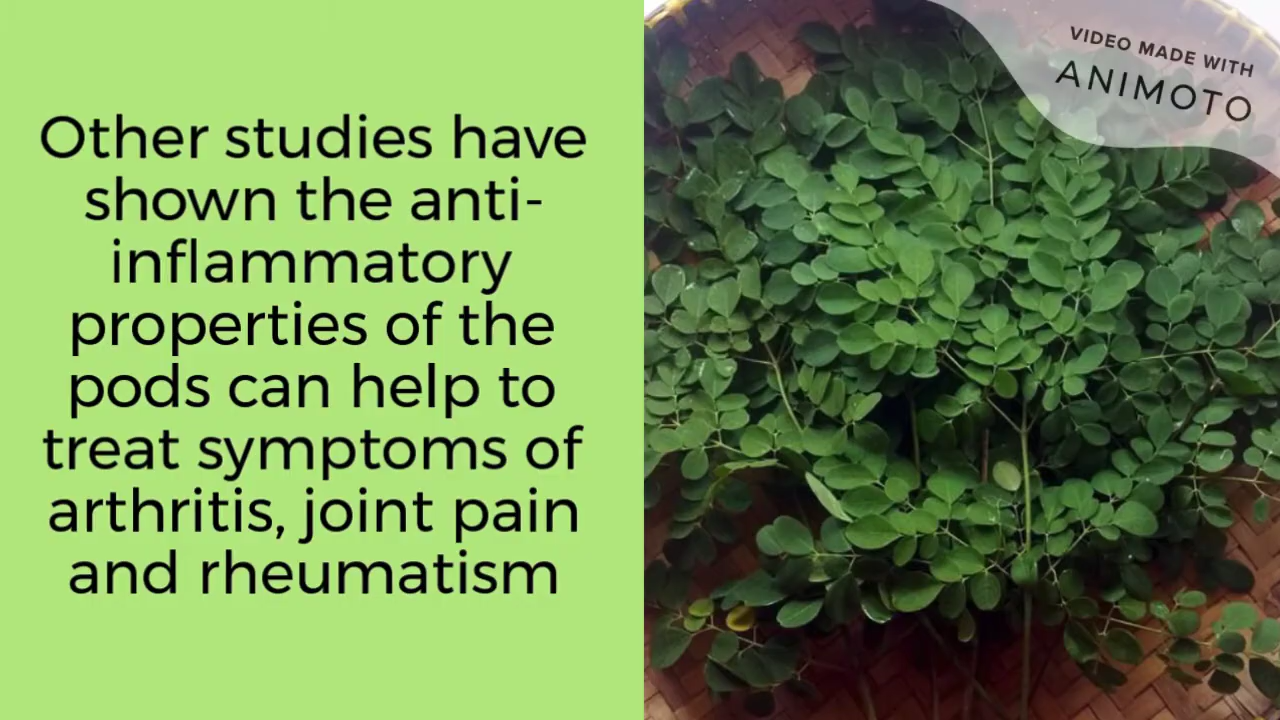 Other studies have
shown the anti-
inflammatory
properties of the
pods can help to
treat symptoms of
arthritis, joint pain
and rheumatism
VIDEO MADE WITH
ANIMOTO